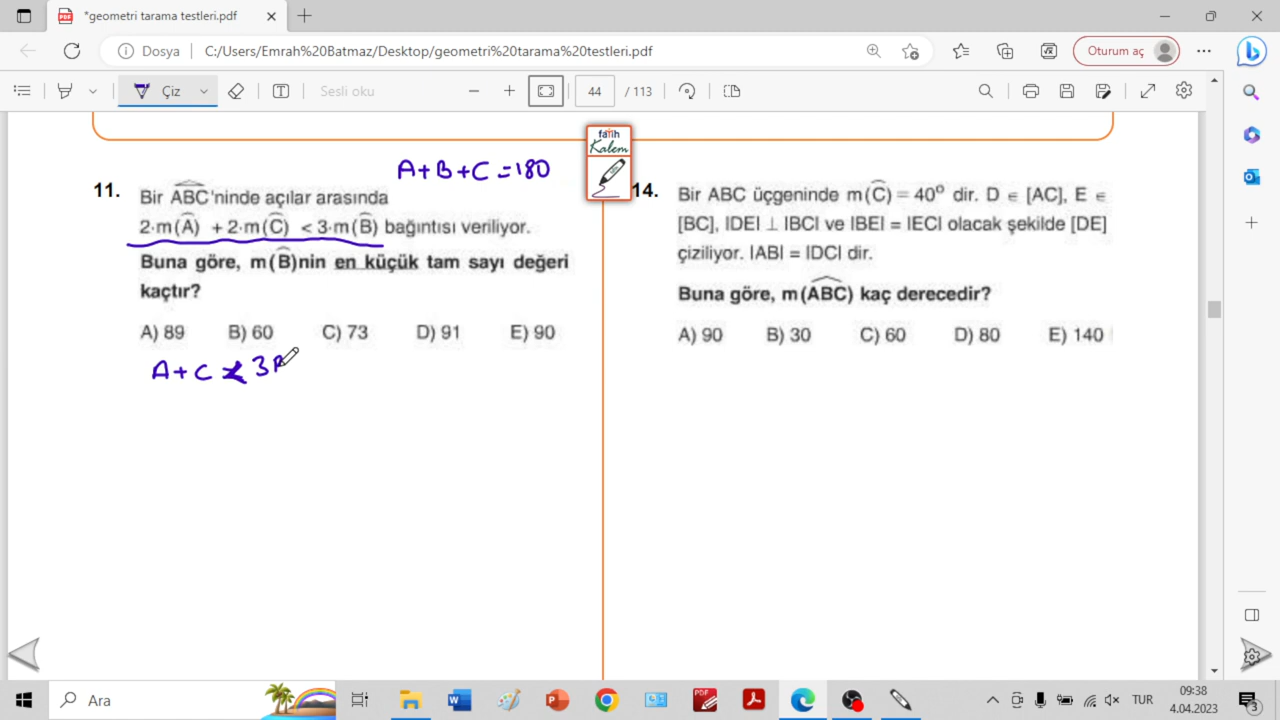 *geometri tarama testleri.pdf
Dosya
C:/Users/Emrah%20Batmaz/Desktop/geometri%20tarama%20testleri.pdf
Oturum aç
Çiz
Sesli oku
44 / 113
fatih
Kalem
A+B+C=180
11. Bir ABC'ninde açılar arasında
2·m(A) + 2·m(C) < 3·m(B) bağıntısı veriliyor.
Buna göre, m(B)nin en küçük tam sayı değeri
kaçtır?
A) 89 B) 60 C) 73 D) 91 E) 90
A+C < 3
14. Bir ABC üçgeninde m(C) = 40° dir. D ∈ [AC], E ∈
[BC], |DE| ⊥ |BC| ve |BE| = |EC| olacak şekilde [DE]
çiziliyor. |AB| = |DC| dir.
Buna göre, m(ABC) kaç derecedir?
A) 90 B) 30 C) 60 D) 80 E) 140
Ara
TUR
09:38
4.04.2023
3